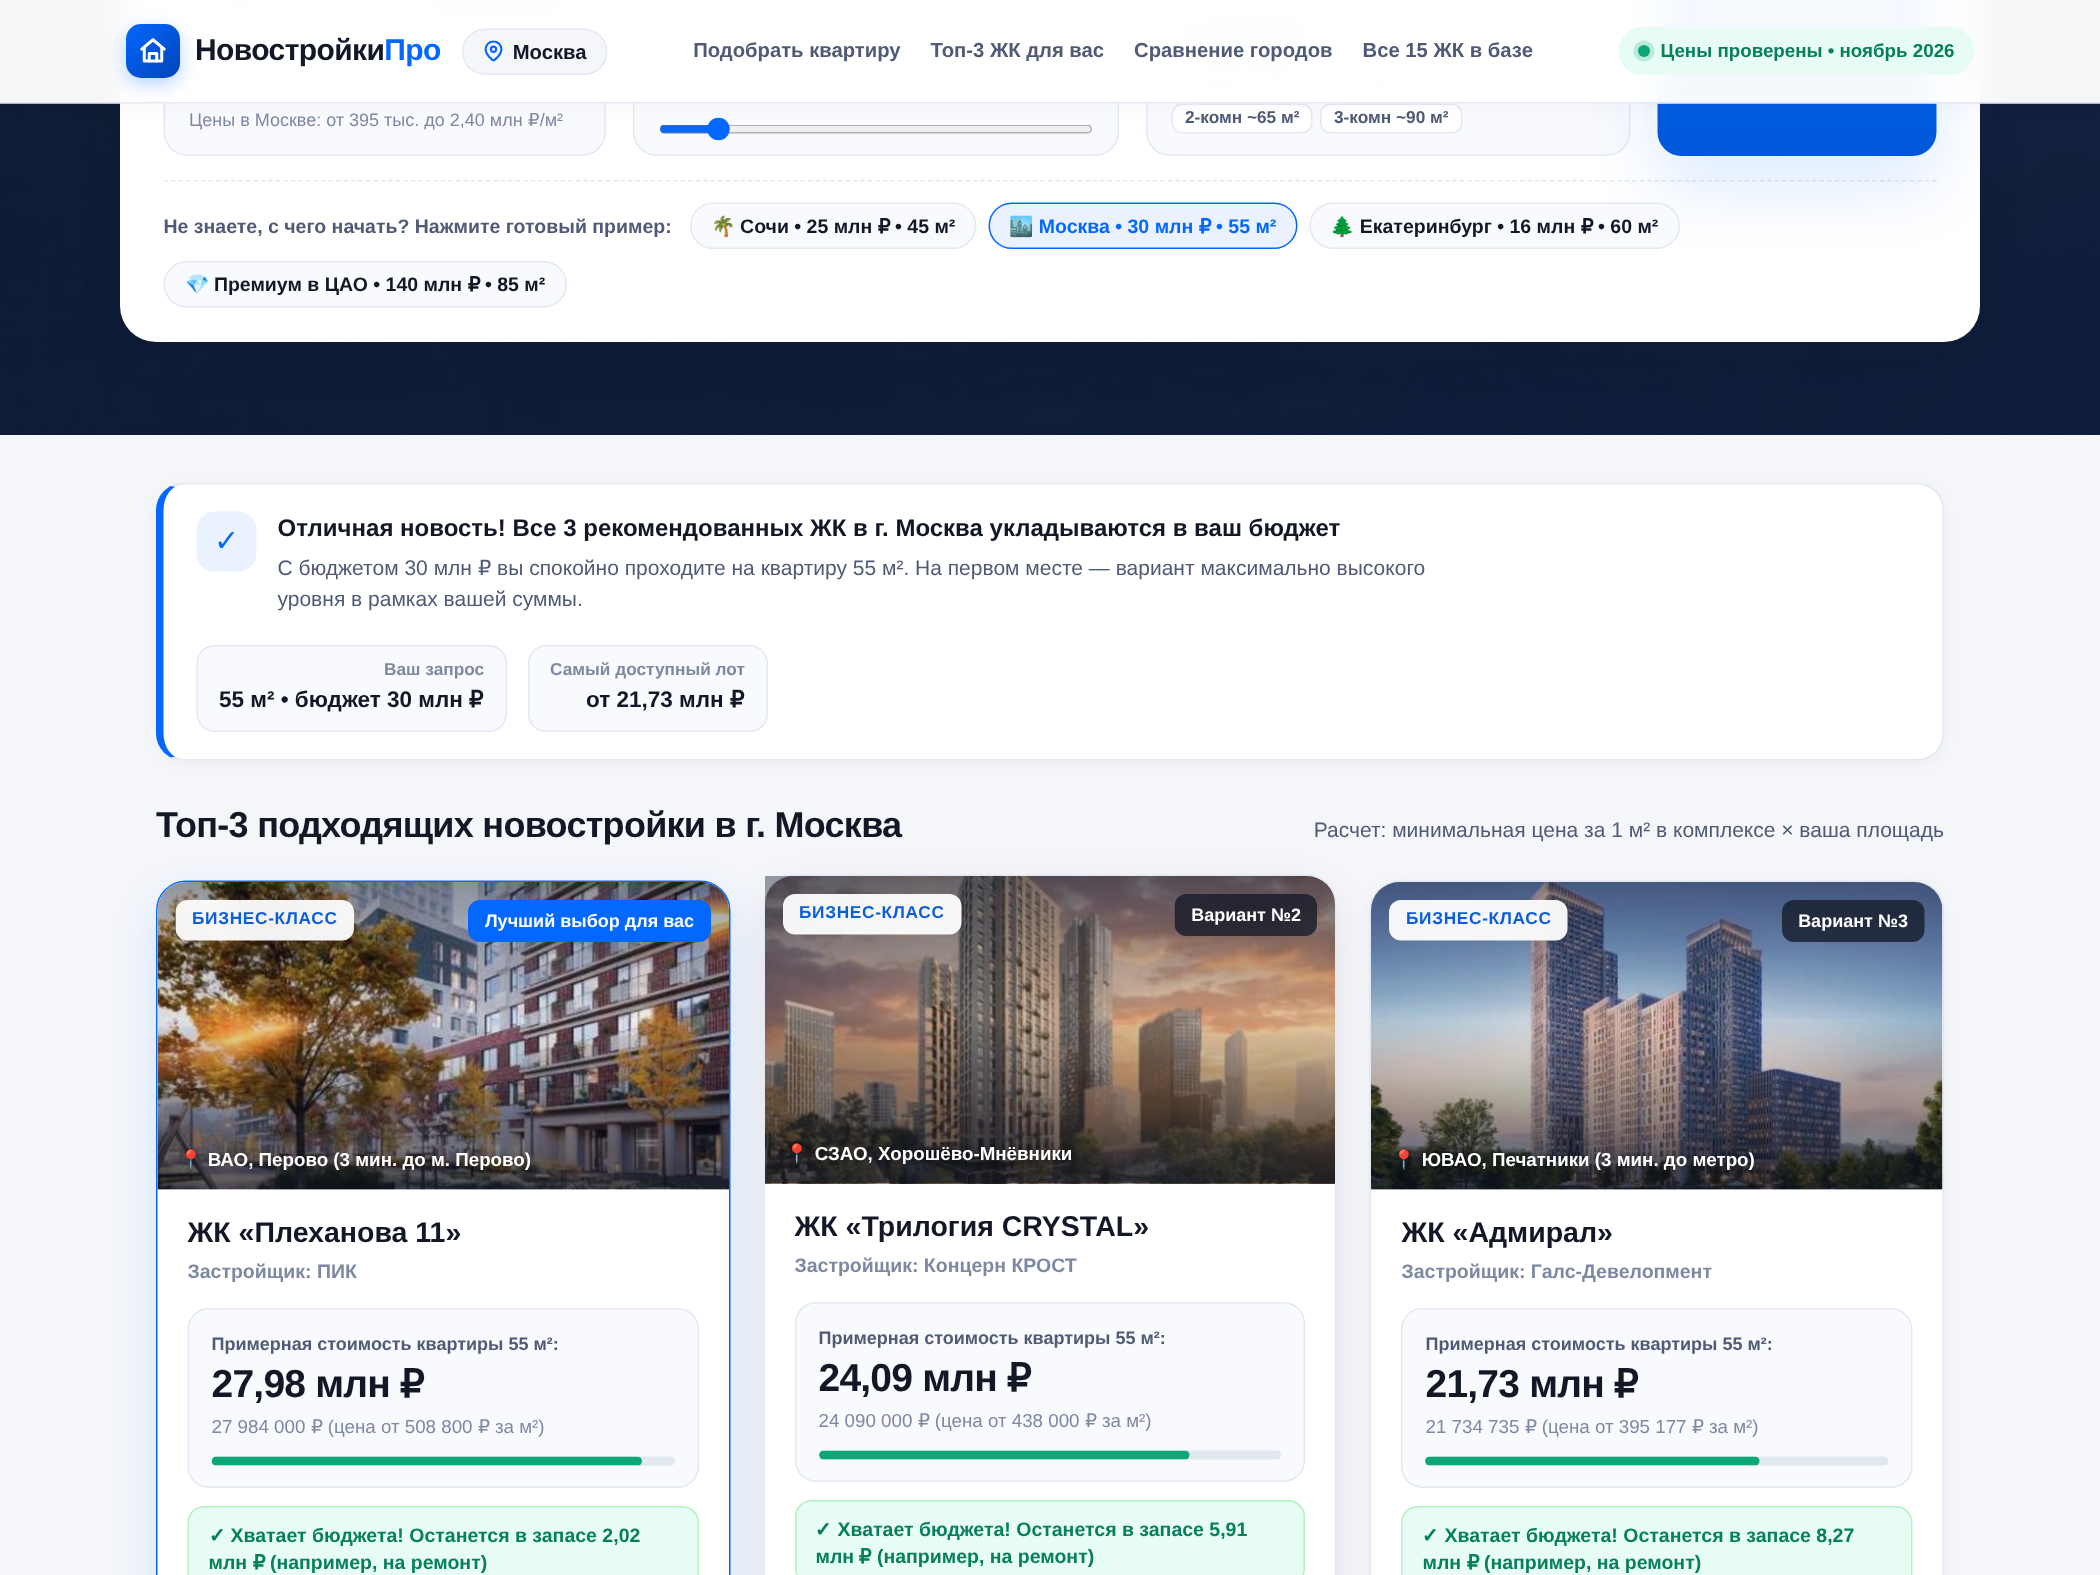 НовостройкиПро
Москва
Подобрать квартиру
Топ-3 ЖК для вас
Сравнение городов
Все 15 ЖК в базе
Цены проверены • ноябрь 2026
Цены в Москве: от 395 тыс. до 2,40 млн ₽/м²
2-комн ~65 м²
3-комн ~90 м²
Не знаете, с чего начать? Нажмите готовый пример:
🌴 Сочи • 25 млн ₽ • 45 м²
🏙️ Москва • 30 млн ₽ • 55 м²
🌲 Екатеринбург • 16 млн ₽ • 60 м²
💎 Премиум в ЦАО • 140 млн ₽ • 85 м²
✓
Отличная новость! Все 3 рекомендованных ЖК в г. Москва укладываются в ваш бюджет
С бюджетом 30 млн ₽ вы спокойно проходите на квартиру 55 м². На первом месте — вариант максимально высокого
уровня в рамках вашей суммы.
Ваш запрос
55 м² • бюджет 30 млн ₽
Самый доступный лот
от 21,73 млн ₽
Топ-3 подходящих новостройки в г. Москва
Расчет: минимальная цена за 1 м² в комплексе × ваша площадь
БИЗНЕС-КЛАСС
Лучший выбор для вас
📍 ВАО, Перово (3 мин. до м. Перово)
ЖК «Плеханова 11»
Застройщик: ПИК
Примерная стоимость квартиры 55 м²:
27,98 млн ₽
27 984 000 ₽ (цена от 508 800 ₽ за м²)
✓ Хватает бюджета! Останется в запасе 2,02
млн ₽ (например, на ремонт)
БИЗНЕС-КЛАСС
Вариант №2
📍 СЗАО, Хорошёво-Мнёвники
ЖК «Трилогия CRYSTAL»
Застройщик: Концерн КРОСТ
Примерная стоимость квартиры 55 м²:
24,09 млн ₽
24 090 000 ₽ (цена от 438 000 ₽ за м²)
✓ Хватает бюджета! Останется в запасе 5,91
млн ₽ (например, на ремонт)
БИЗНЕС-КЛАСС
Вариант №3
📍 ЮВАО, Печатники (3 мин. до метро)
ЖК «Адмирал»
Застройщик: Галс-Девелопмент
Примерная стоимость квартиры 55 м²:
21,73 млн ₽
21 734 735 ₽ (цена от 395 177 ₽ за м²)
✓ Хватает бюджета! Останется в запасе 8,27
млн ₽ (например, на ремонт)